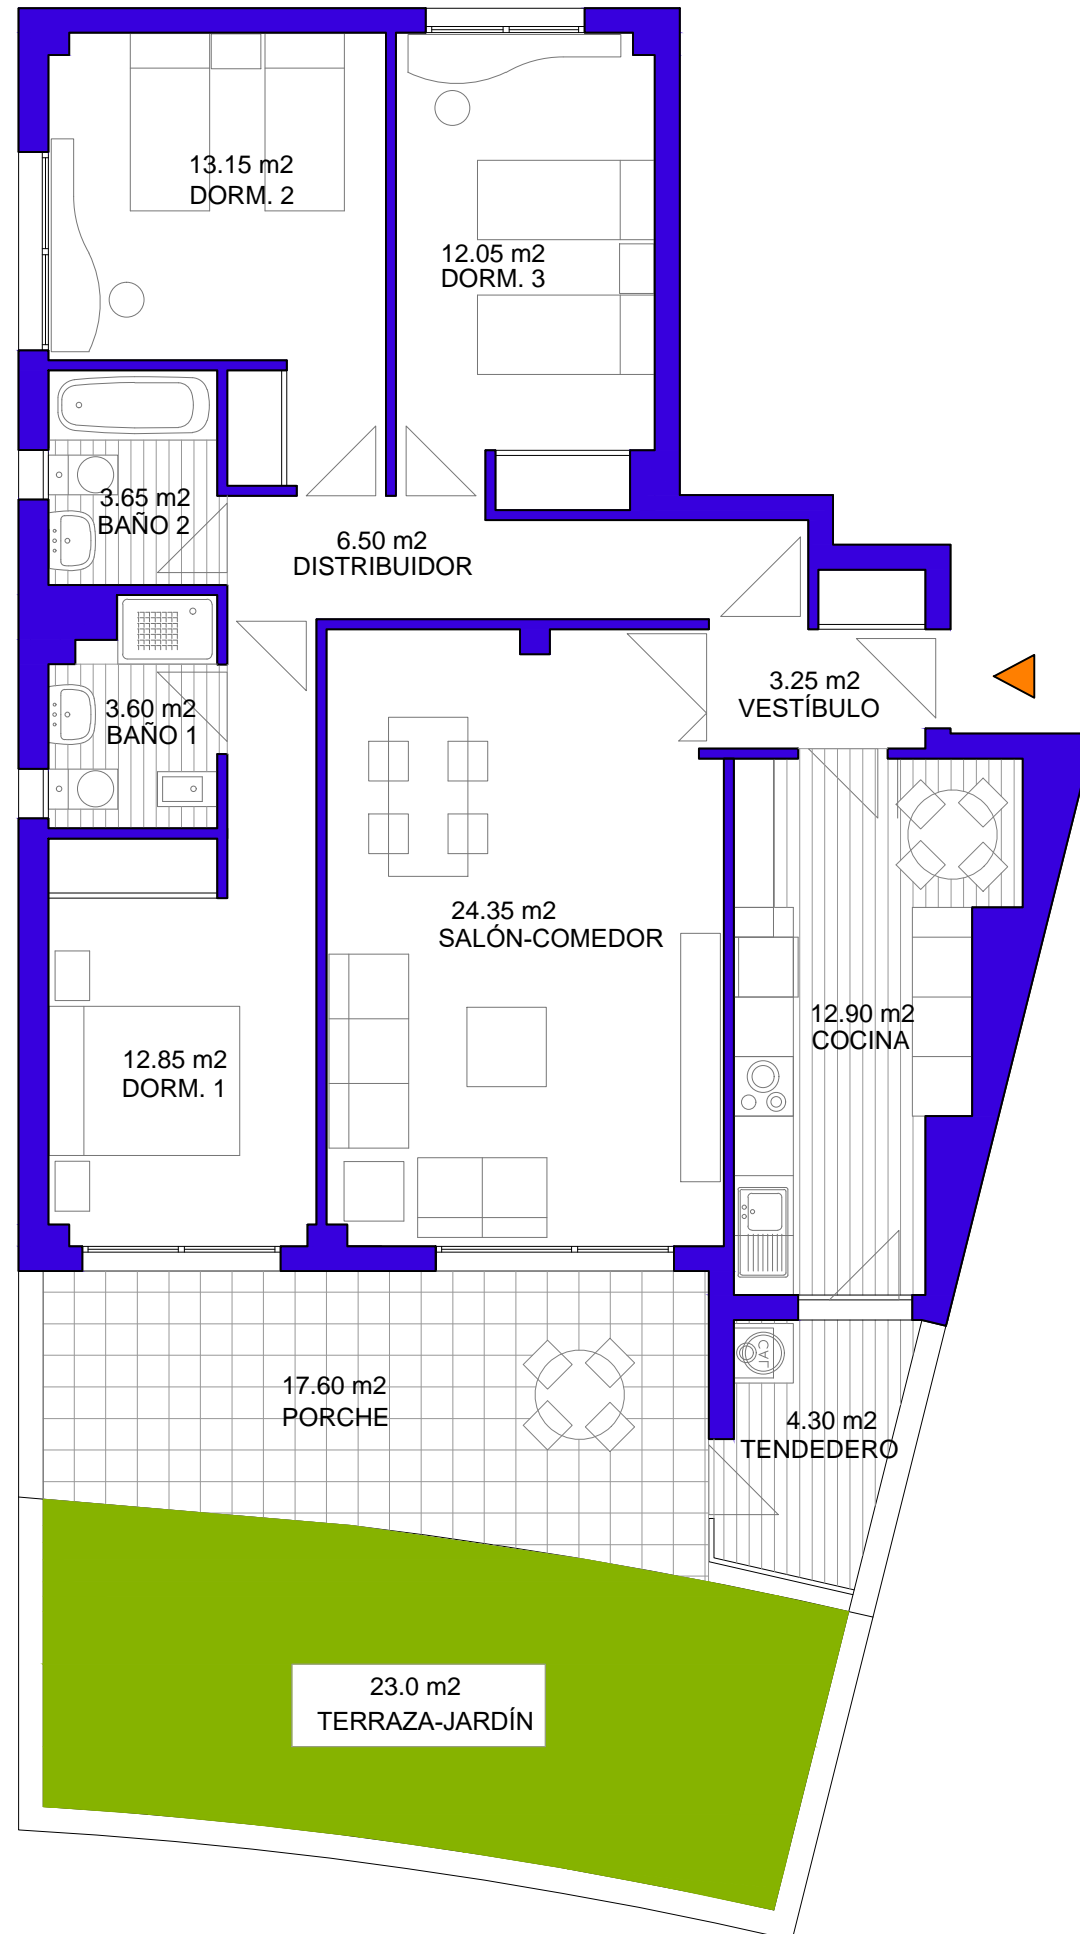 13.15 m2
DORM. 2
12.05 m2
DORM. 3
3.65 m2
BAÑO 2
6.50 m2
DISTRIBUIDOR
3.60 m2
BAÑO 1
3.25 m2
VESTÍBULO
24.35 m2
SALÓN-COMEDOR
12.90 m2
COCINA
12.85 m2
DORM. 1
17.60 m2
PORCHE
CAL
4.30 m2
TENDEDERO
23.0 m2
TERRAZA-JARDÍN